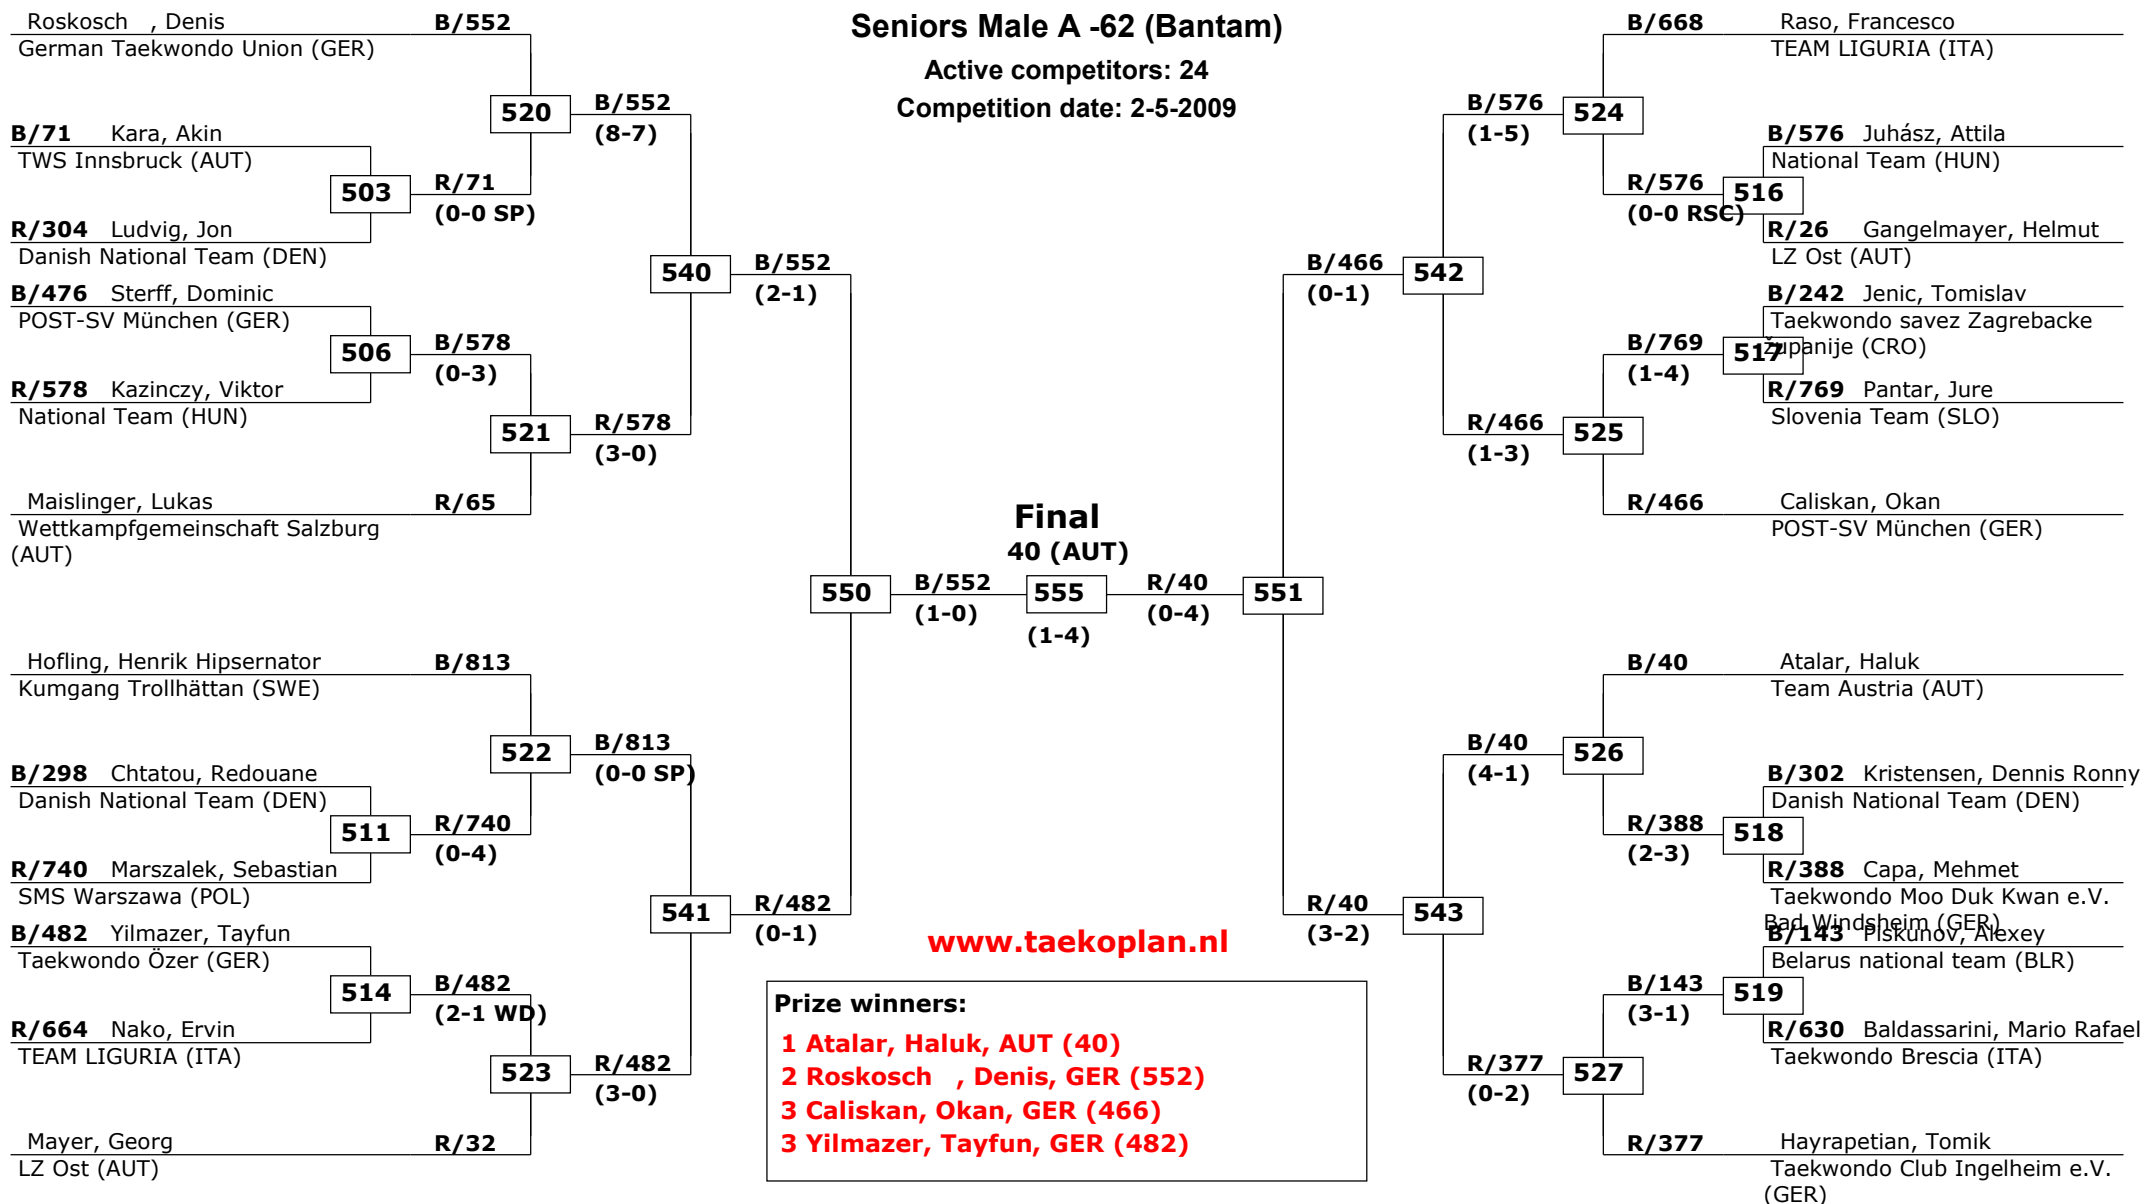 Seniors Male A -62 (Bantam)
Active competitors: 24
Competition date: 2-5-2009
Roskosch   , Denis
B/552
German Taekwondo Union (GER)
520
B/552
(8-7)
B/71 Kara, Akin
TWS Innsbruck (AUT)
503
R/71
(0-0 SP)
R/304 Ludvig, Jon
Danish National Team (DEN)
540
B/552
(2-1)
B/476 Sterff, Dominic
POST-SV München (GER)
506
B/578
(0-3)
R/578 Kazinczy, Viktor
National Team (HUN)
521
R/578
(3-0)
Maislinger, Lukas
R/65
Wettkampfgemeinschaft Salzburg
(AUT)
550
B/552
(1-0)
Hofling, Henrik Hipsernator
B/813
Kumgang Trollhättan (SWE)
522
B/813
(0-0 SP)
B/298 Chtatou, Redouane
Danish National Team (DEN)
511
R/740
(0-4)
R/740 Marszalek, Sebastian
SMS Warszawa (POL)
541
R/482
(0-1)
B/482 Yilmazer, Tayfun
Taekwondo Özer (GER)
514
B/482
(2-1 WD)
R/664 Nako, Ervin
TEAM LIGURIA (ITA)
523
R/482
(3-0)
Mayer, Georg
R/32
LZ Ost (AUT)
Final
40 (AUT)
555
(1-4)
R/40
(0-4)
551
B/668
Raso, Francesco
TEAM LIGURIA (ITA)
B/576
(1-5)
524
B/576 Juhász, Attila
National Team (HUN)
R/576
(0-0 RSC)
516
R/26 Gangelmayer, Helmut
LZ Ost (AUT)
B/466
(0-1)
542
B/242 Jenic, Tomislav
Taekwondo savez Zagrebacke
županije (CRO)
B/769
(1-4)
517
R/769 Pantar, Jure
Slovenia Team (SLO)
R/466
(1-3)
525
R/466
Caliskan, Okan
POST-SV München (GER)
B/40
Atalar, Haluk
Team Austria (AUT)
B/40
(4-1)
526
B/302 Kristensen, Dennis Ronny
Danish National Team (DEN)
R/388
(2-3)
518
R/388 Capa, Mehmet
Taekwondo Moo Duk Kwan e.V.
Bad Windsheim (GER)
R/40
(3-2)
543
B/143 Piskunov, Alexey
Belarus national team (BLR)
B/143
(3-1)
519
R/630 Baldassarini, Mario Rafael
Taekwondo Brescia (ITA)
R/377
(0-2)
527
R/377
Hayrapetian, Tomik
Taekwondo Club Ingelheim e.V.
(GER)
www.taekoplan.nl
Prize winners:
1 Atalar, Haluk, AUT (40)
2 Roskosch   , Denis, GER (552)
3 Caliskan, Okan, GER (466)
3 Yilmazer, Tayfun, GER (482)